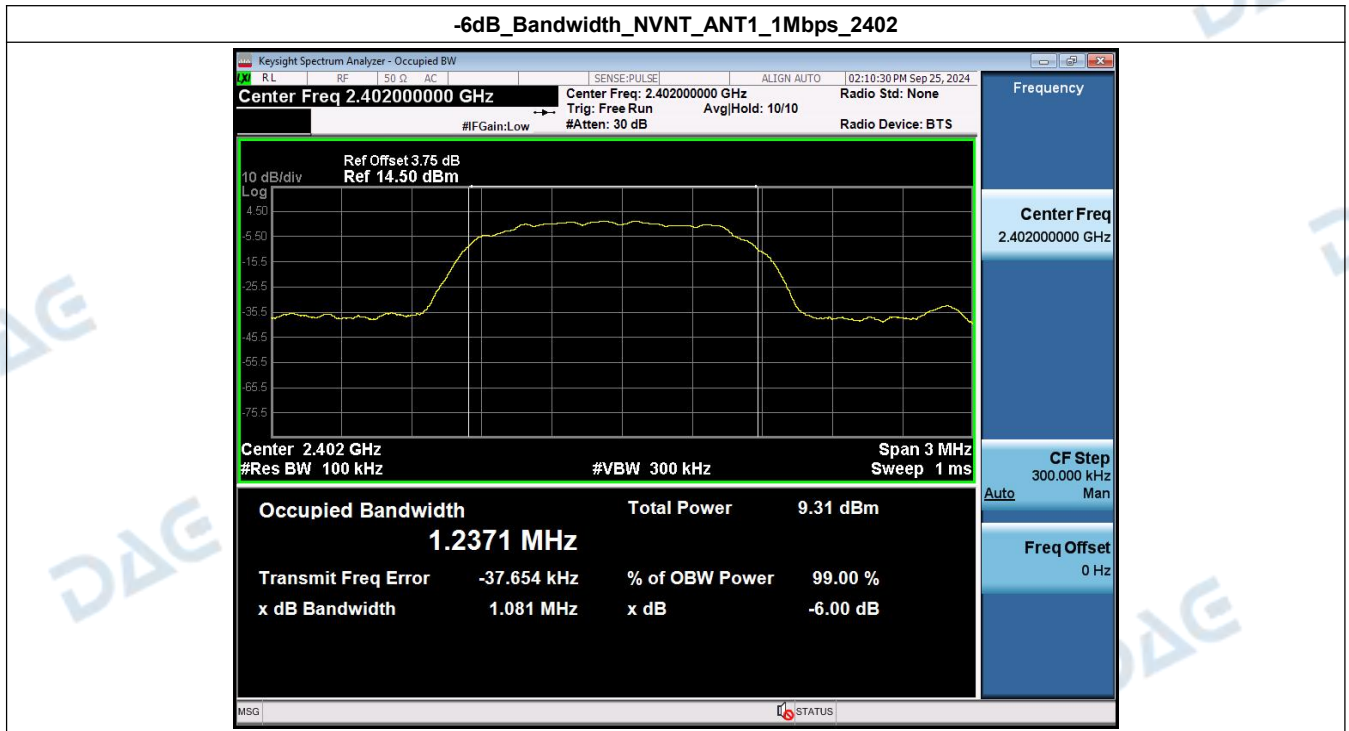 -6dB_Bandwidth_NVNT_ANT1_1Mbps_2402
Keysight Spectrum Analyzer - Occupied BW
LXI RL RF 50 Ω AC SENSE:PULSE ALIGN AUTO 02:10:30 PM Sep 25, 2024
Center Freq 2.402000000 GHz
Center Freq: 2.402000000 GHz Radio Std: None
Trig: Free Run Avg|Hold: 10/10
#IFGain:Low #Atten: 30 dB Radio Device: BTS
Frequency
Ref Offset 3.75 dB
10 dB/div Ref 14.50 dBm
Log
4.50
-5.50
-15.5
-25.5
-35.5
-45.5
-55.5
-65.5
-75.5
Center 2.402 GHz Span 3 MHz
#Res BW 100 kHz #VBW 300 kHz Sweep 1 ms
Center Freq
2.402000000 GHz
CF Step
300.000 kHz
Auto Man
Freq Offset
0 Hz
Occupied Bandwidth Total Power 9.31 dBm
1.2371 MHz
Transmit Freq Error -37.654 kHz % of OBW Power 99.00 %
x dB Bandwidth 1.081 MHz x dB -6.00 dB
MSG STATUS
DAE
DAE